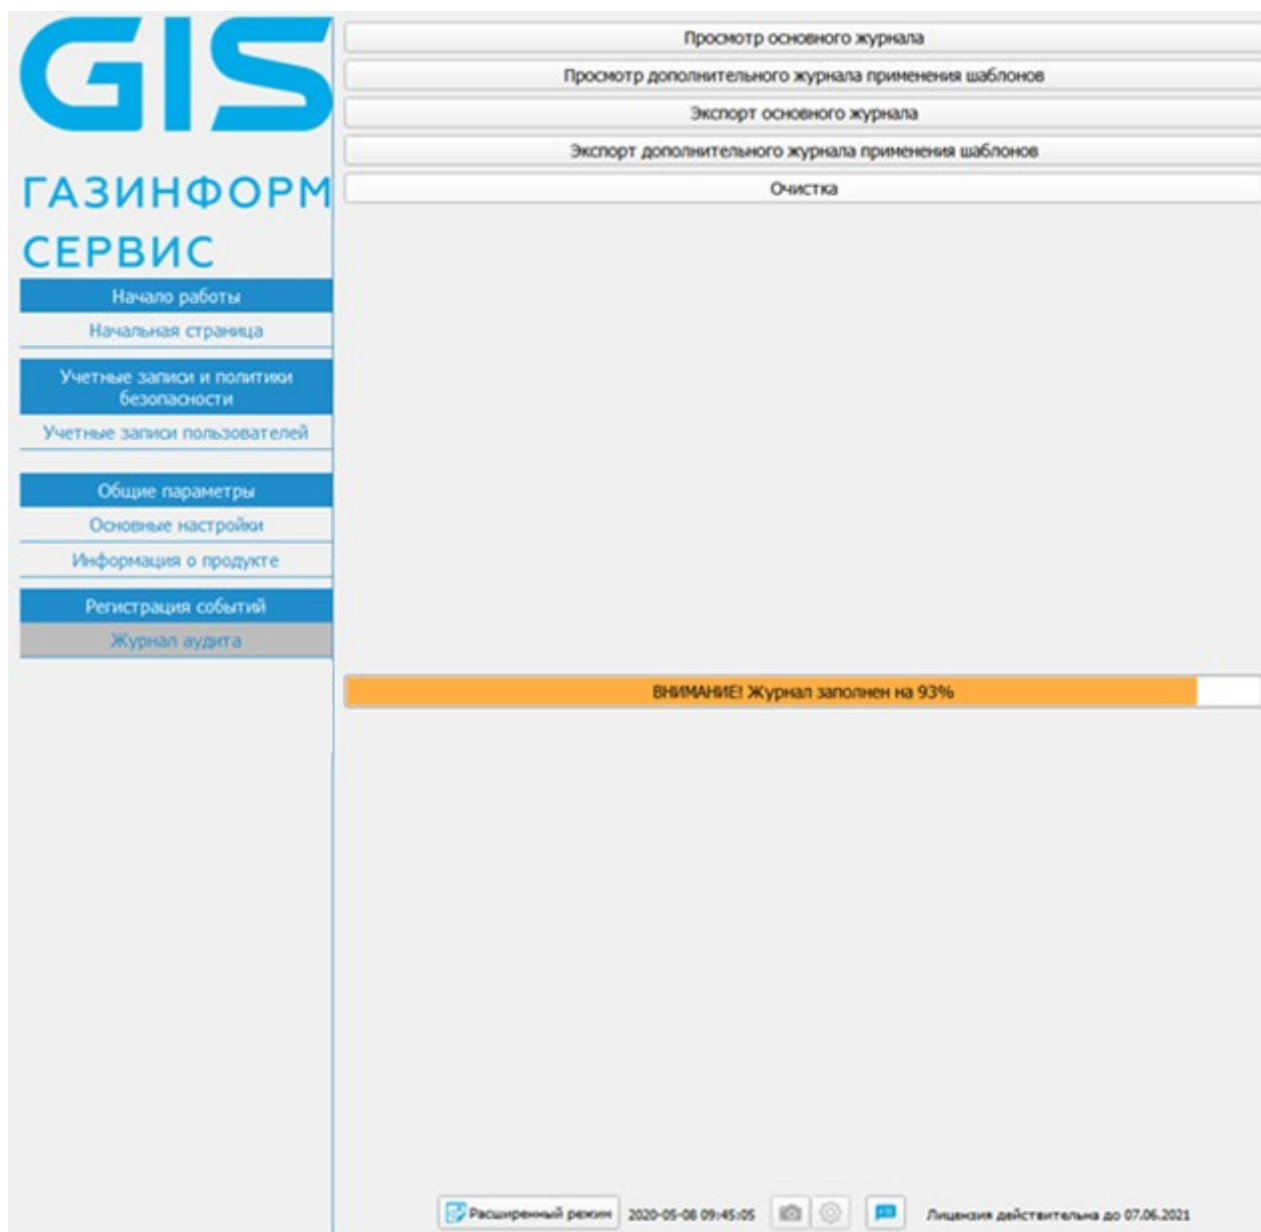 GIS
ГАЗИНФОРМ
СЕРВИС
Начало работы
Начальная страница
Учетные записи и политики
безопасности
Учетные записи пользователей
Общие параметры
Основные настройки
Информация о продукте
Регистрация событий
Журнал аудита
Просмотр основного журнала
Просмотр дополнительного журнала применения шаблонов
Экспорт основного журнала
Экспорт дополнительного журнала применения шаблонов
Очистка
ВНИМАНИЕ! Журнал заполнен на 93%
Расширенный режим 2020-05-08 09:45:05 Лицензия действительна до 07.06.2021